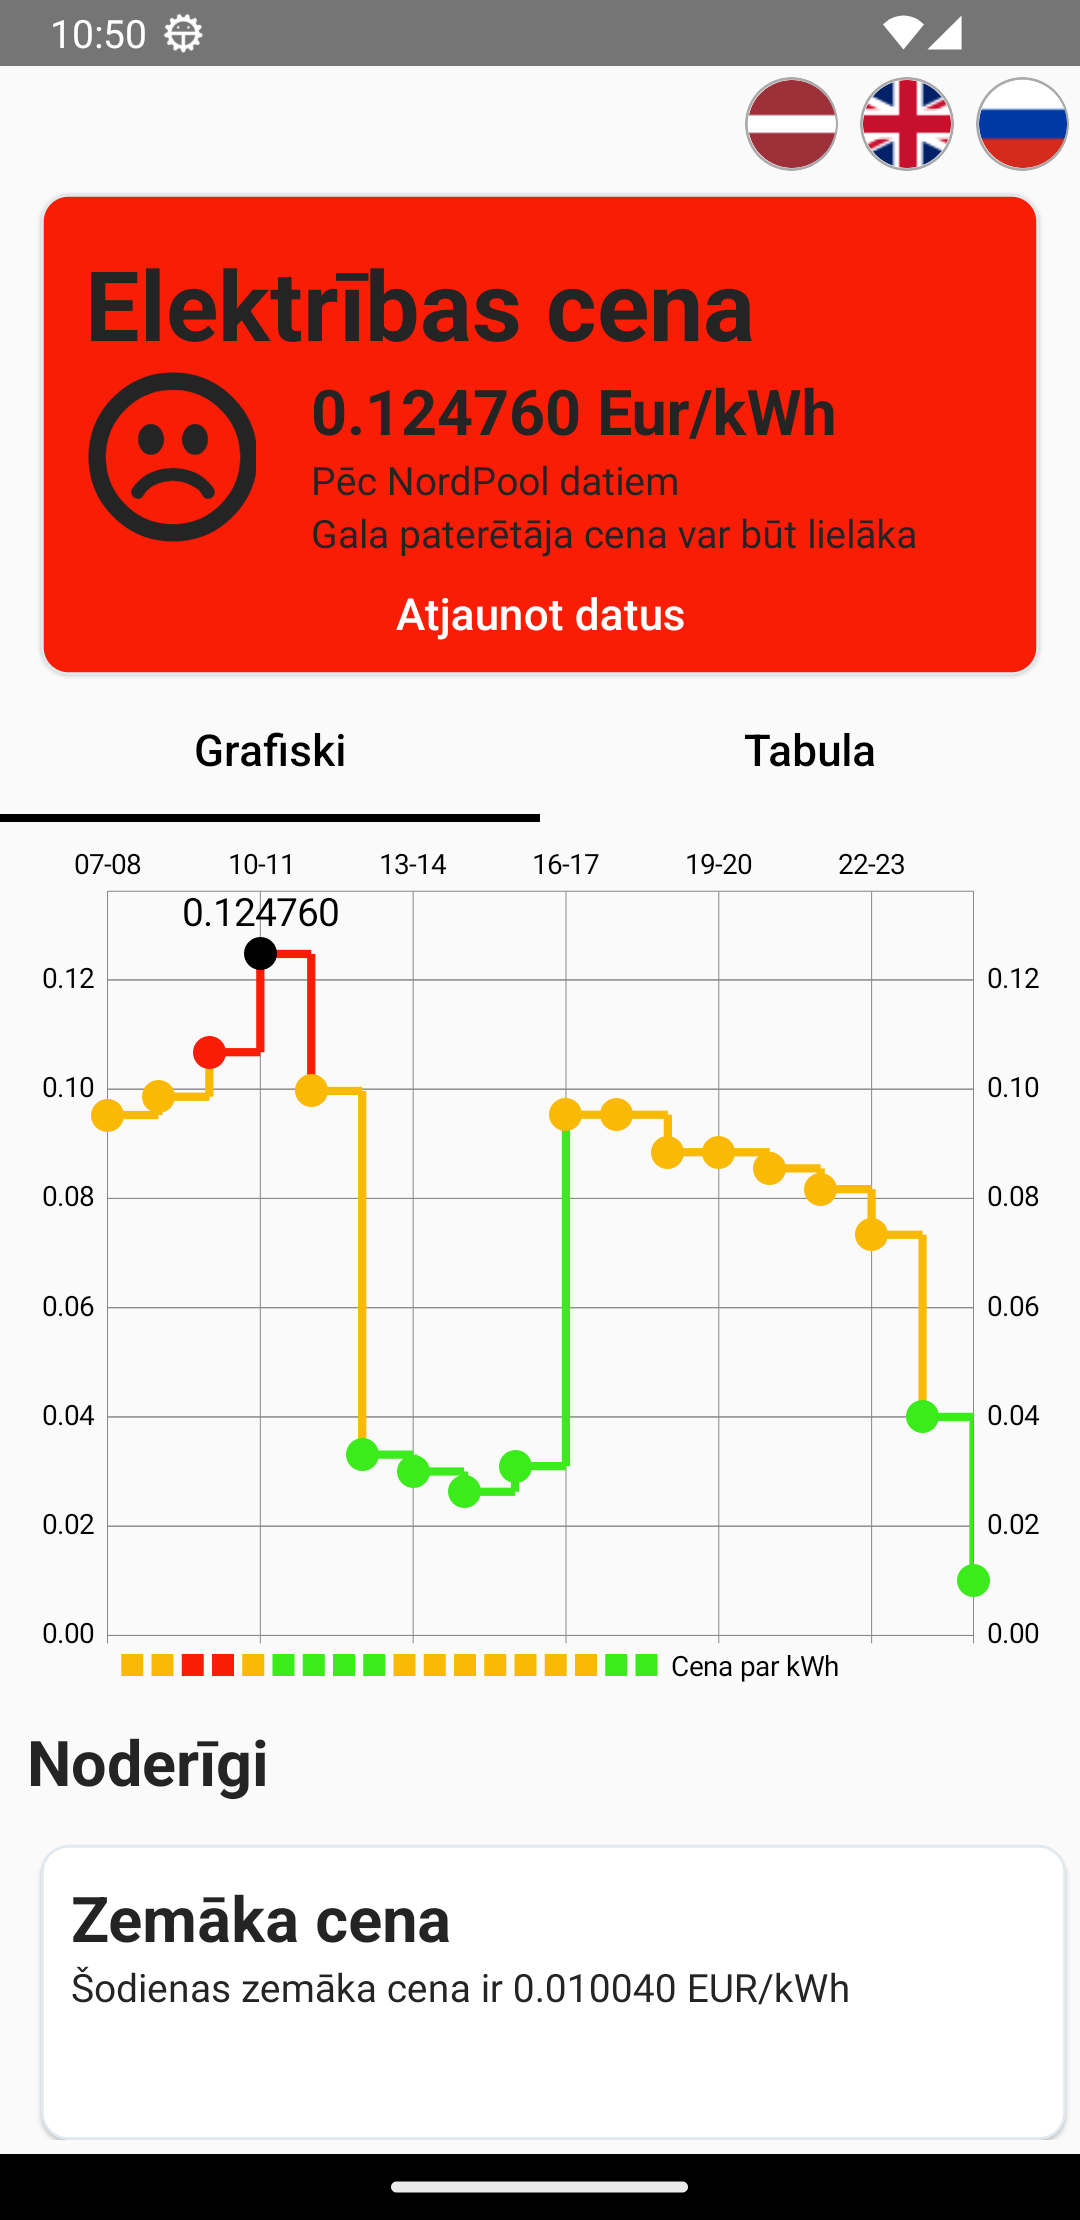 10:50
Elektrības cena
0.124760 Eur/kWh
Pēc NordPool datiem
Gala paterētāja cena var būt lielāka
Atjaunot datus
Grafiski Tabula
07-08 10-11 13-14 16-17 19-20 22-23
0.124760
0.12 0.12
0.10 0.10
0.08 0.08
0.06 0.06
0.04 0.04
0.02 0.02
0.00 0.00
Cena par kWh
Noderīgi
Zemāka cena
Šodienas zemāka cena ir 0.010040 EUR/kWh